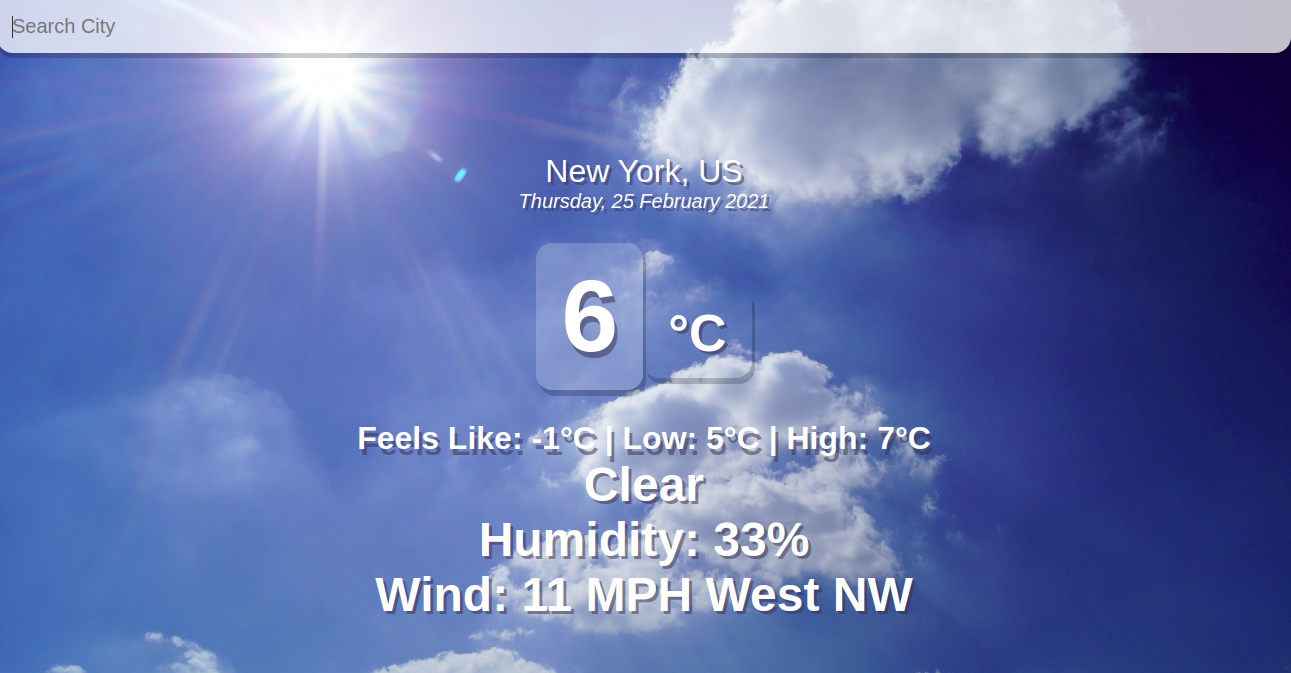 Search City
New York, US
Thursday, 25 February 2021
6 °C
Feels Like: -1°C | Low: 5°C | High: 7°C
Clear
Humidity: 33%
Wind: 11 MPH West NW